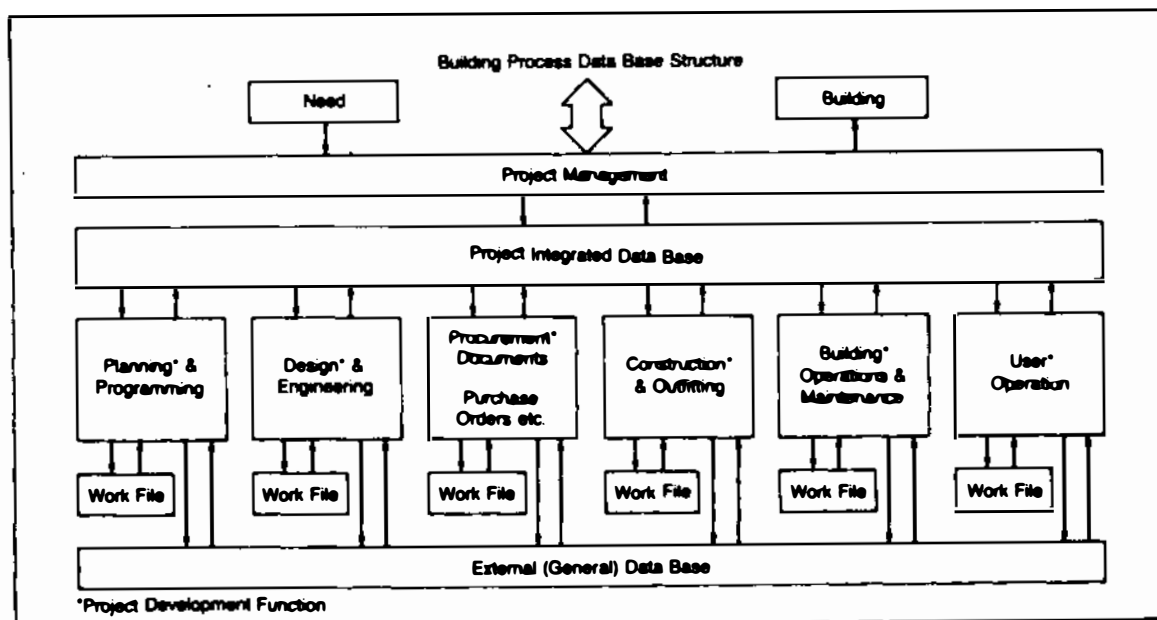 Building Process Data Base Structure
Need
Building
Project Management
Project Integrated Data Base
Planning* &
Programming
Design* &
Engineering
Procurement*
Documents
Purchase
Orders etc.
Construction*
& Outfitting
Building*
Operations &
Maintenance
User*
Operation
Work File
Work File
Work File
Work File
Work File
Work File
External (General) Data Base
*Project Development Function